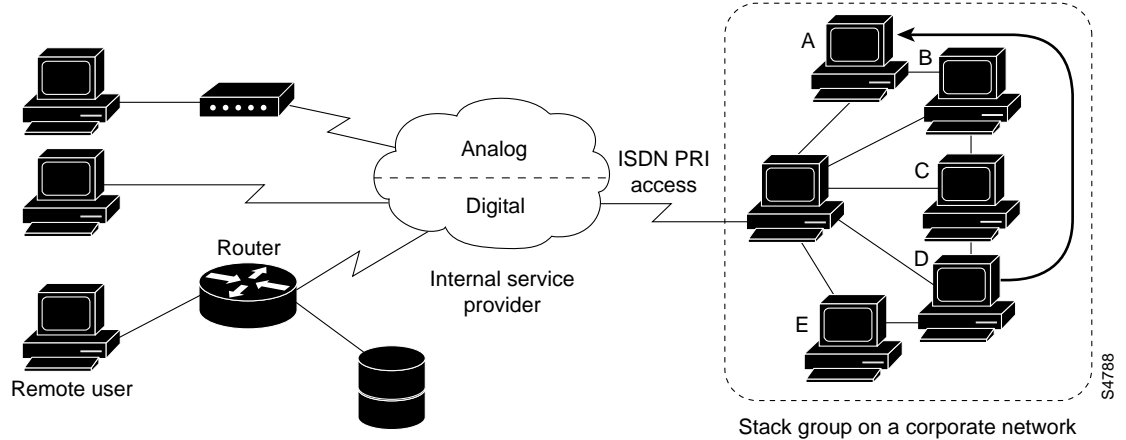 A
B
Analog
ISDN PRI
access
C
Digital
Router
D
Internal service
provider
E
Remote user
S4788
Stack group on a corporate network